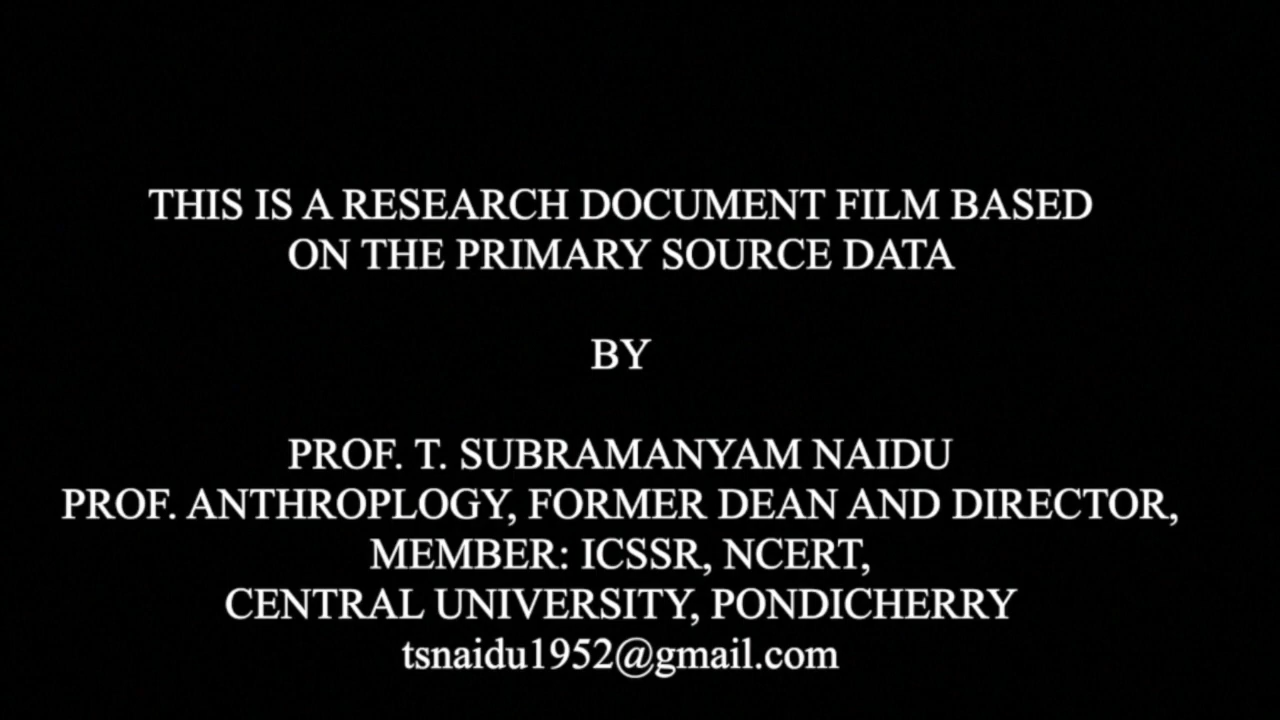 THIS IS A RESEARCH DOCUMENT FILM BASED
ON THE PRIMARY SOURCE DATA
BY
PROF. T. SUBRAMANYAM NAIDU
PROF. ANTHROPLOGY, FORMER DEAN AND DIRECTOR,
MEMBER: ICSSR, NCERT,
CENTRAL UNIVERSITY, PONDICHERRY
tsnaidu1952@gmail.com